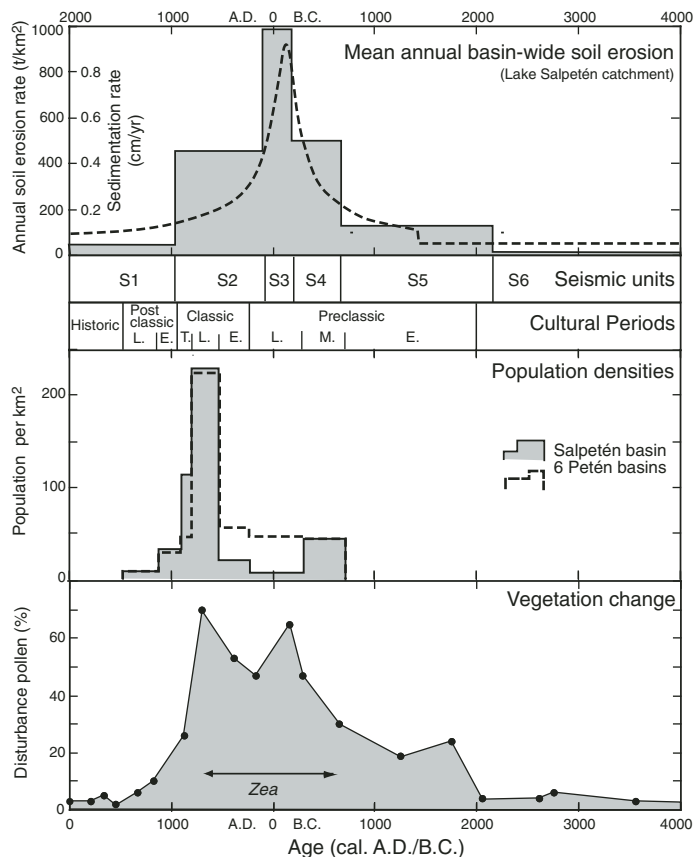 2000 1000 A.D. 0 B.C. 1000 2000 4000
Mean annual basin-wide soil erosion
(Lake Salpetén catchment)
Annual soil erosion rate (t/km2)
1000
800
600
400
200
0
Sedimentation rate
(cm/yr)
0.8
0.6
0.4
0.2
S1 S2 S3 S4 S5 S6 Seismic units
Historic Post classic Classic Preclassic Cultural Periods
L. E. T. L. E. L. M. E.
Population densities
Population per km2
200
100
0
Salpetén basin
6 Petén basins
Vegetation change
Disturbance pollen (%)
60
40
20
0
Zea
0 1000 A.D. 0 B.C. 1000 2000 4000
Age (cal. A.D./B.C.)